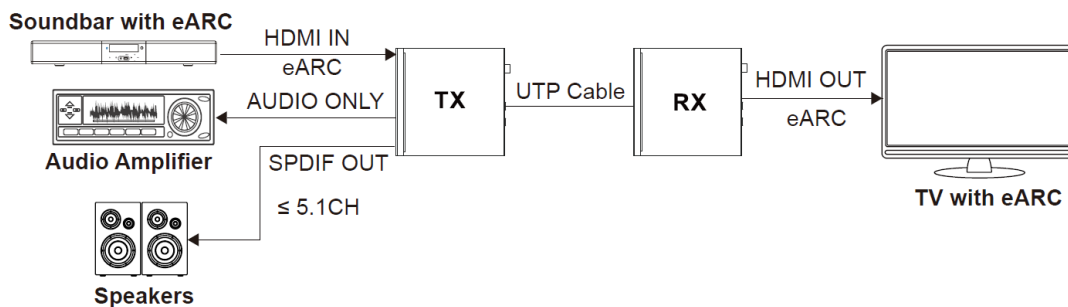 Soundbar with eARC
HDMI IN
eARC
AUDIO ONLY
Audio Amplifier
SPDIF OUT
≤ 5.1CH
Speakers
TX
UTP Cable
RX
HDMI OUT
eARC
TV with eARC